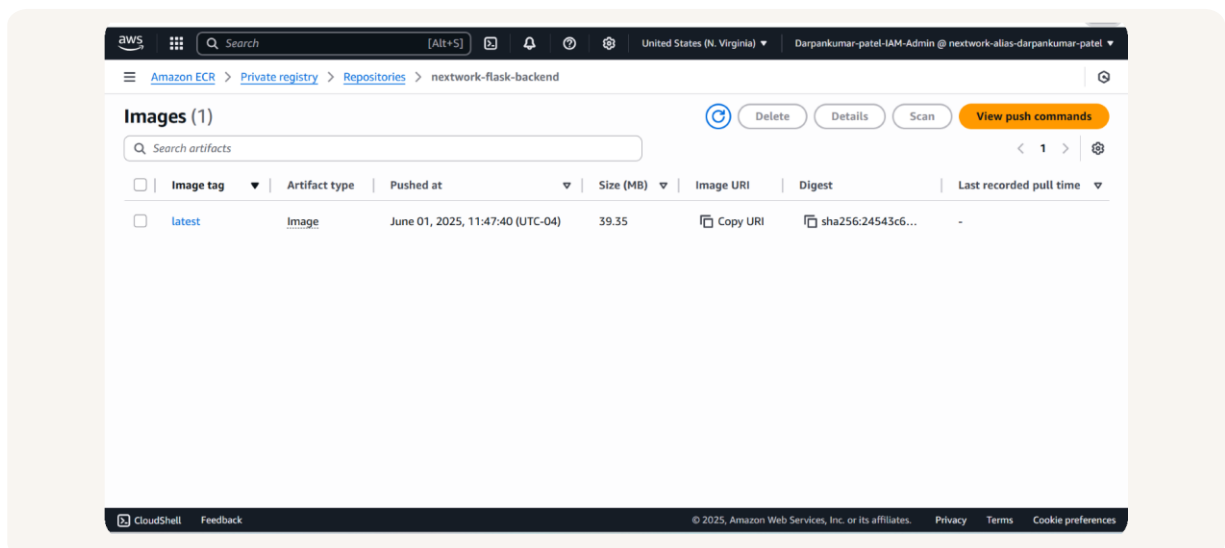 aws Search [Alt+S] United States (N. Virginia) Darpankumar-patel-IAM-Admin @ nextwork-alias-darpankumar-patel
Amazon ECR > Private registry > Repositories > nextwork-flask-backend
Images (1) Delete Details Scan View push commands
Search artifacts 1
Image tag Artifact type Pushed at Size (MB) Image URI Digest Last recorded pull time
latest Image June 01, 2025, 11:47:40 (UTC-04) 39.35 Copy URI sha256:24543c6... -
CloudShell Feedback © 2025, Amazon Web Services, Inc. or its affiliates. Privacy Terms Cookie preferences